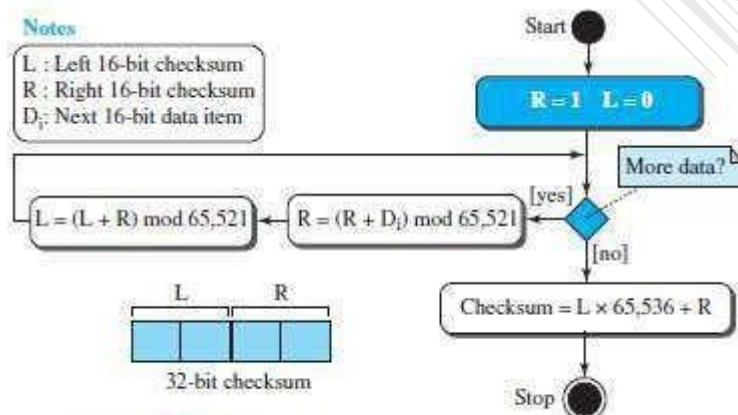 Notes
L : Left 16-bit checksum
R : Right 16-bit checksum
Di: Next 16-bit data item
Start
R = 1 L = 0
More data?
[yes]
L = (L + R) mod 65,521
R = (R + Di) mod 65,521
[no]
L R
Checksum = L × 65,536 + R
32-bit checksum
Stop